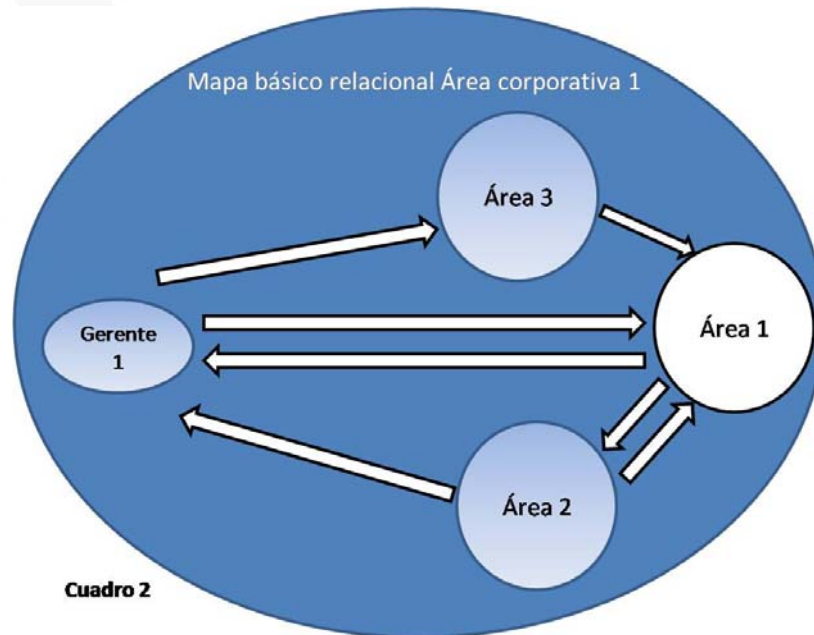 Mapa básico relacional Área corporativa 1
Área 3
Área 1
Gerente
1
Área 2
Cuadro 2